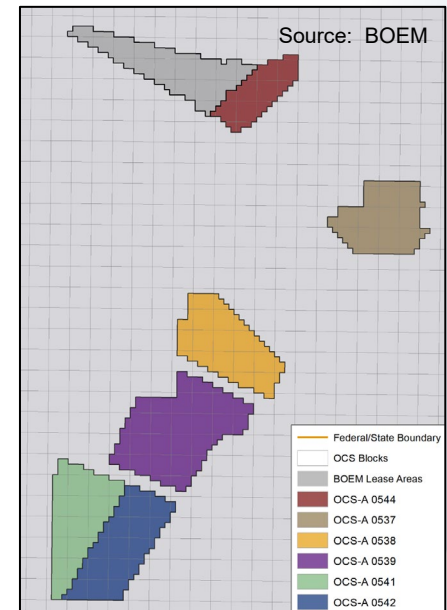 Source: BOEM
Federal/State Boundary
OCS Blocks
BOEM Lease Areas
OCS-A 0544
OCS-A 0537
OCS-A 0538
OCS-A 0539
OCS-A 0541
OCS-A 0542